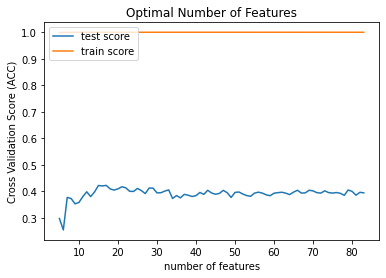 Optimal Number of Features
test score
train score
Cross Validation Score (ACC)
1.0
0.9
0.8
0.7
0.6
0.5
0.4
0.3
10 20 30 40 50 60 70 80
number of features